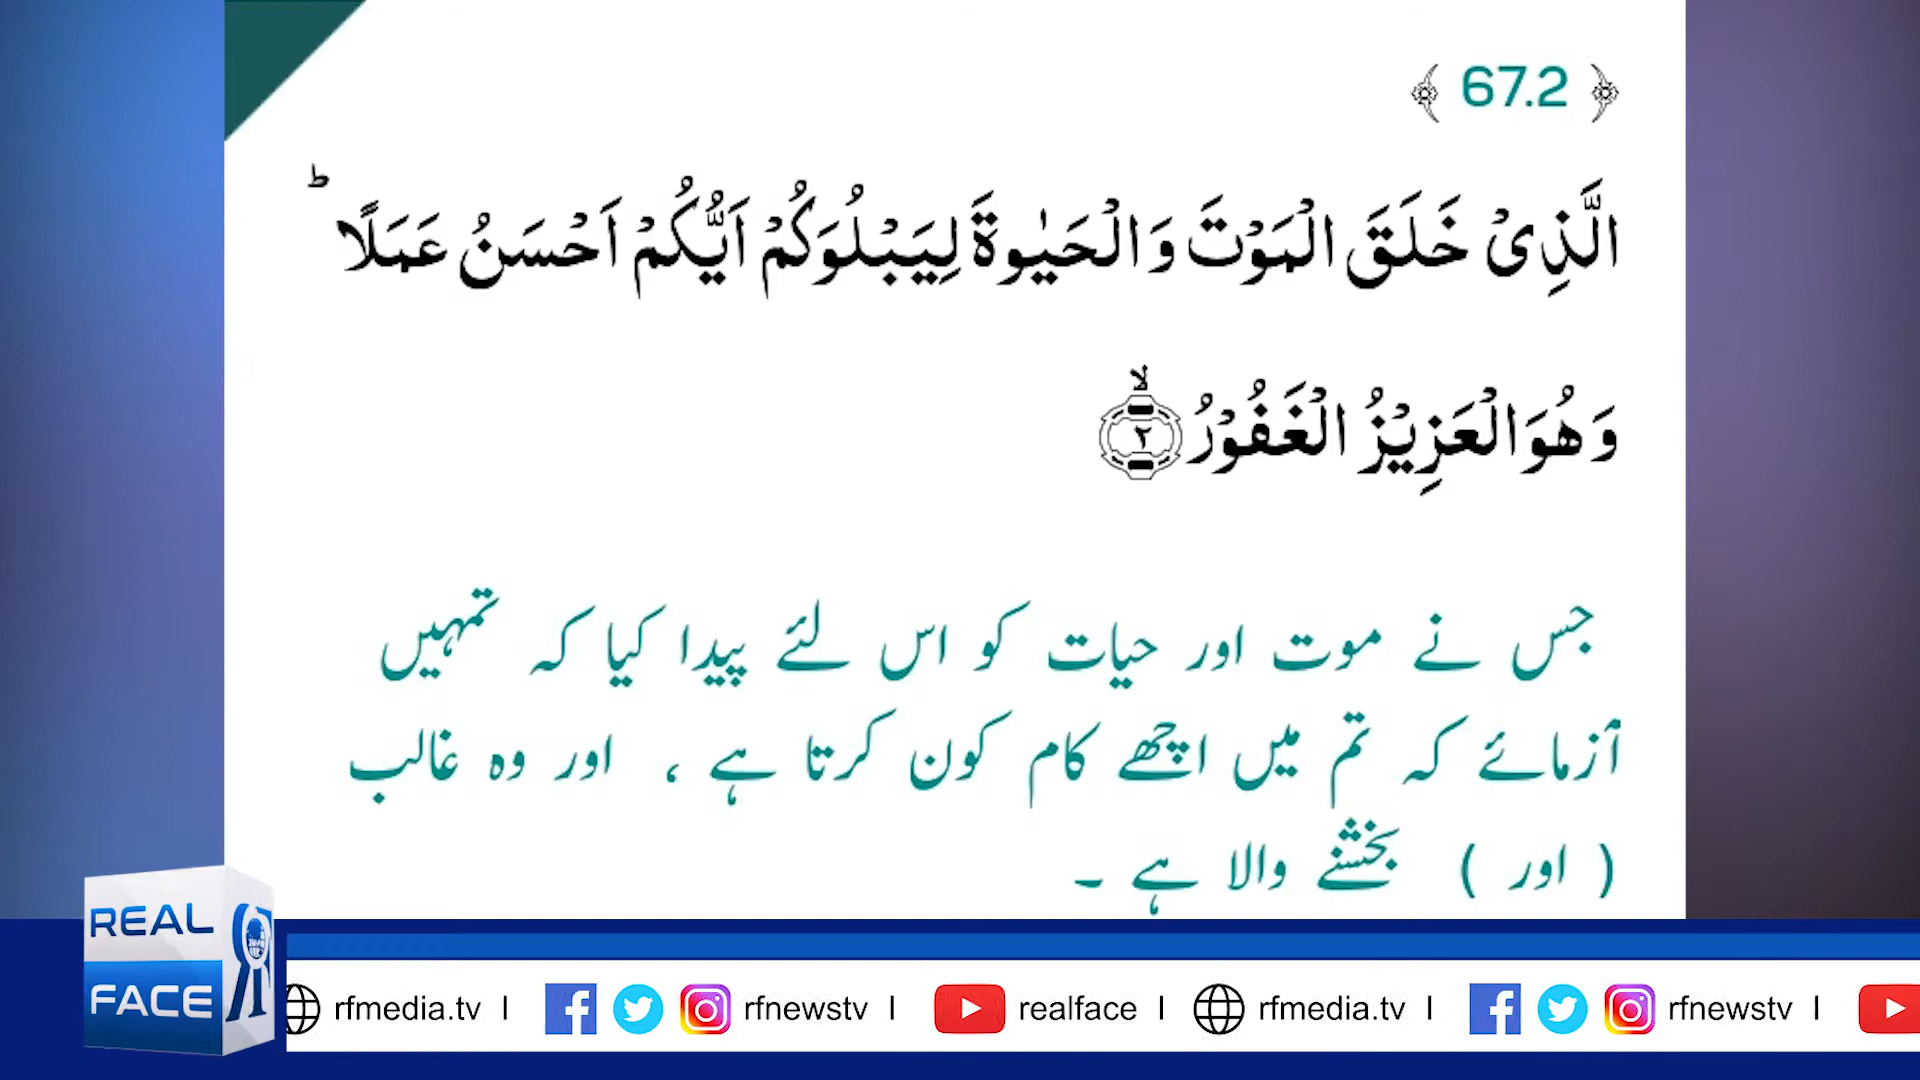 ﴿ 67.2 ﴾
الَّذِىۡ خَلَقَ الۡمَوۡتَ وَالۡحَيٰوةَ لِيَبۡلُوَكُمۡ اَيُّكُمۡ اَحۡسَنُ عَمَلًا ؕ
وَهُوَالۡعَزِيۡزُ الۡغَفُوۡرُ ۙ‏﴿۲﴾
جس نے موت اور حیات کو اس لئے پیدا کیا کہ تمہیں
آزمائے کہ تم میں اچھے کام کون کرتا ہے ، اور وہ غالب
( اور ) بخشنے والا ہے ۔
REAL
FACE
rfmedia.tv | rfnewstv | realface | rfmedia.tv | rfnewstv |